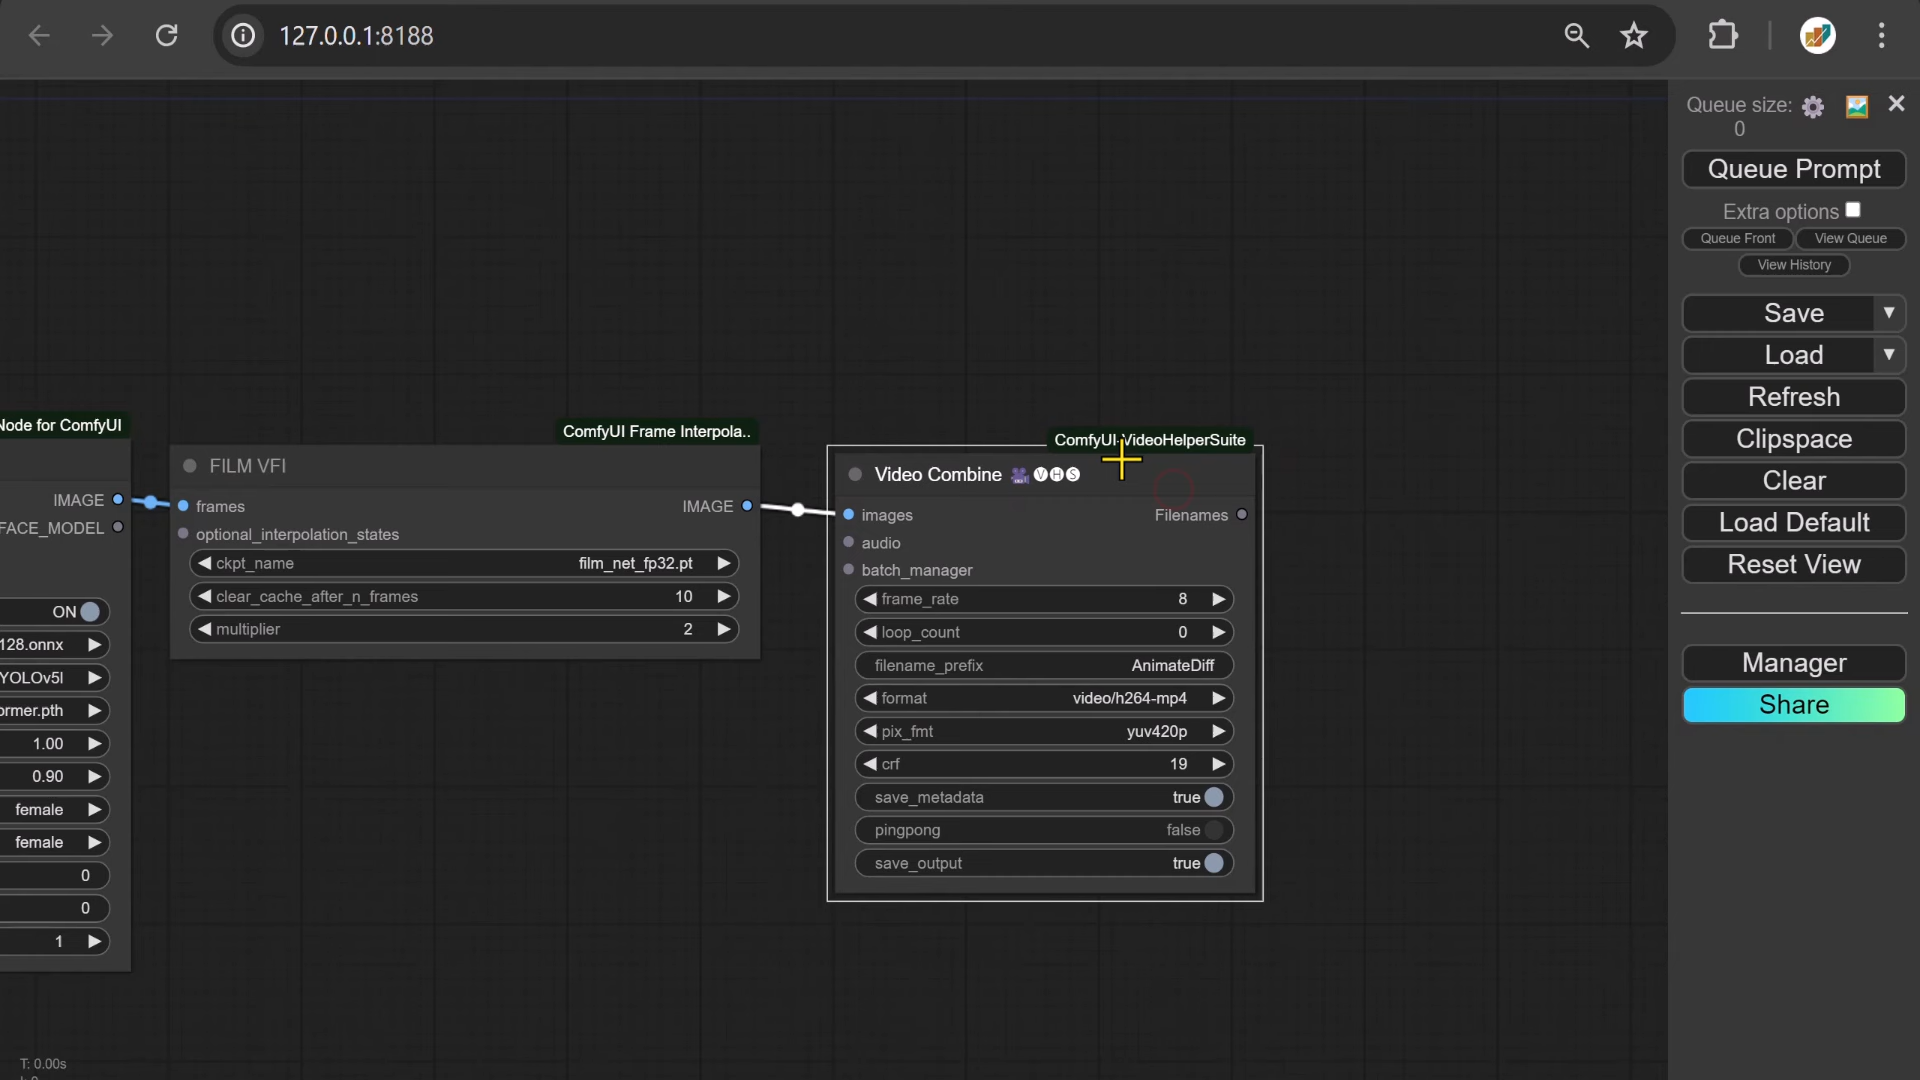 127.0.0.1:8188
Queue size:
0
Queue Prompt
Extra options
Queue Front
View Queue
View History
Save
▼
Load
▼
Refresh
Clipspace
Clear
Load Default
Reset View
Manager
Share
Node for ComfyUI
IMAGE
FACE_MODEL
ON
128.onnx
YOLOv5l
ormer.pth
1.00
0.90
female
female
0
0
1
ComfyUI Frame Interpola..
FILM VFI
frames IMAGE
optional_interpolation_states
ckpt_name film_net_fp32.pt
clear_cache_after_n_frames 10
multiplier 2
ComfyUI-VideoHelperSuite
Video Combine 🎥🅥🅗🅢
images Filenames
audio
batch_manager
frame_rate 8
loop_count 0
filename_prefix AnimateDiff
format video/h264-mp4
pix_fmt yuv420p
crf 19
save_metadata true
pingpong false
save_output true
T: 0.00s